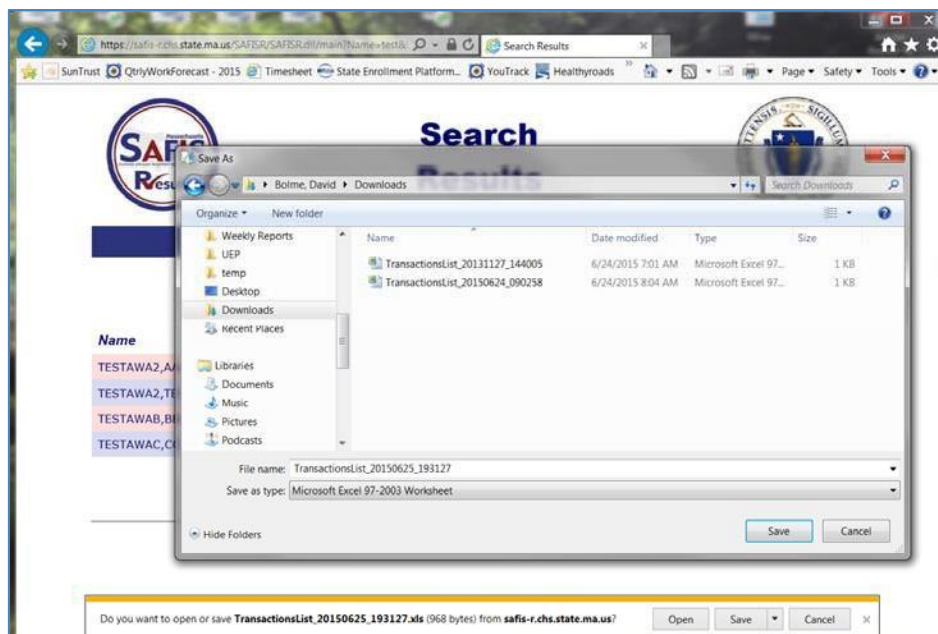 https://safis-r.chs.state.ma.us/SAFISR/SAFISR.dll/main?Name=test&
Search Results
SunTrust QtrlyWorkForecast - 2015 Timesheet State Enrollment Platform... YouTrack Healthyroads Page Safety Tools
SAFIS
Search
Results
Save As
Bolme, David Downloads
Search Downloads
Organize New folder
Weekly Reports
UEP
temp
Desktop
Downloads
Recent Places
Libraries
Documents
Music
Pictures
Podcasts
Name Date modified Type Size
TransactionsList_20131127_144005 6/24/2015 7:01 AM Microsoft Excel 97... 1 KB
TransactionsList_20150624_090258 6/24/2015 8:04 AM Microsoft Excel 97... 1 KB
Name
TESTAWA2,A
TESTAWA2,TE
TESTAWAB,B
TESTAWAC,C
File name: TransactionsList_20150625_193127
Save as type: Microsoft Excel 97-2003 Worksheet
Hide Folders
Save Cancel
Do you want to open or save TransactionsList_20150625_193127.xls (968 bytes) from safis-r.chs.state.ma.us?
Open Save Cancel